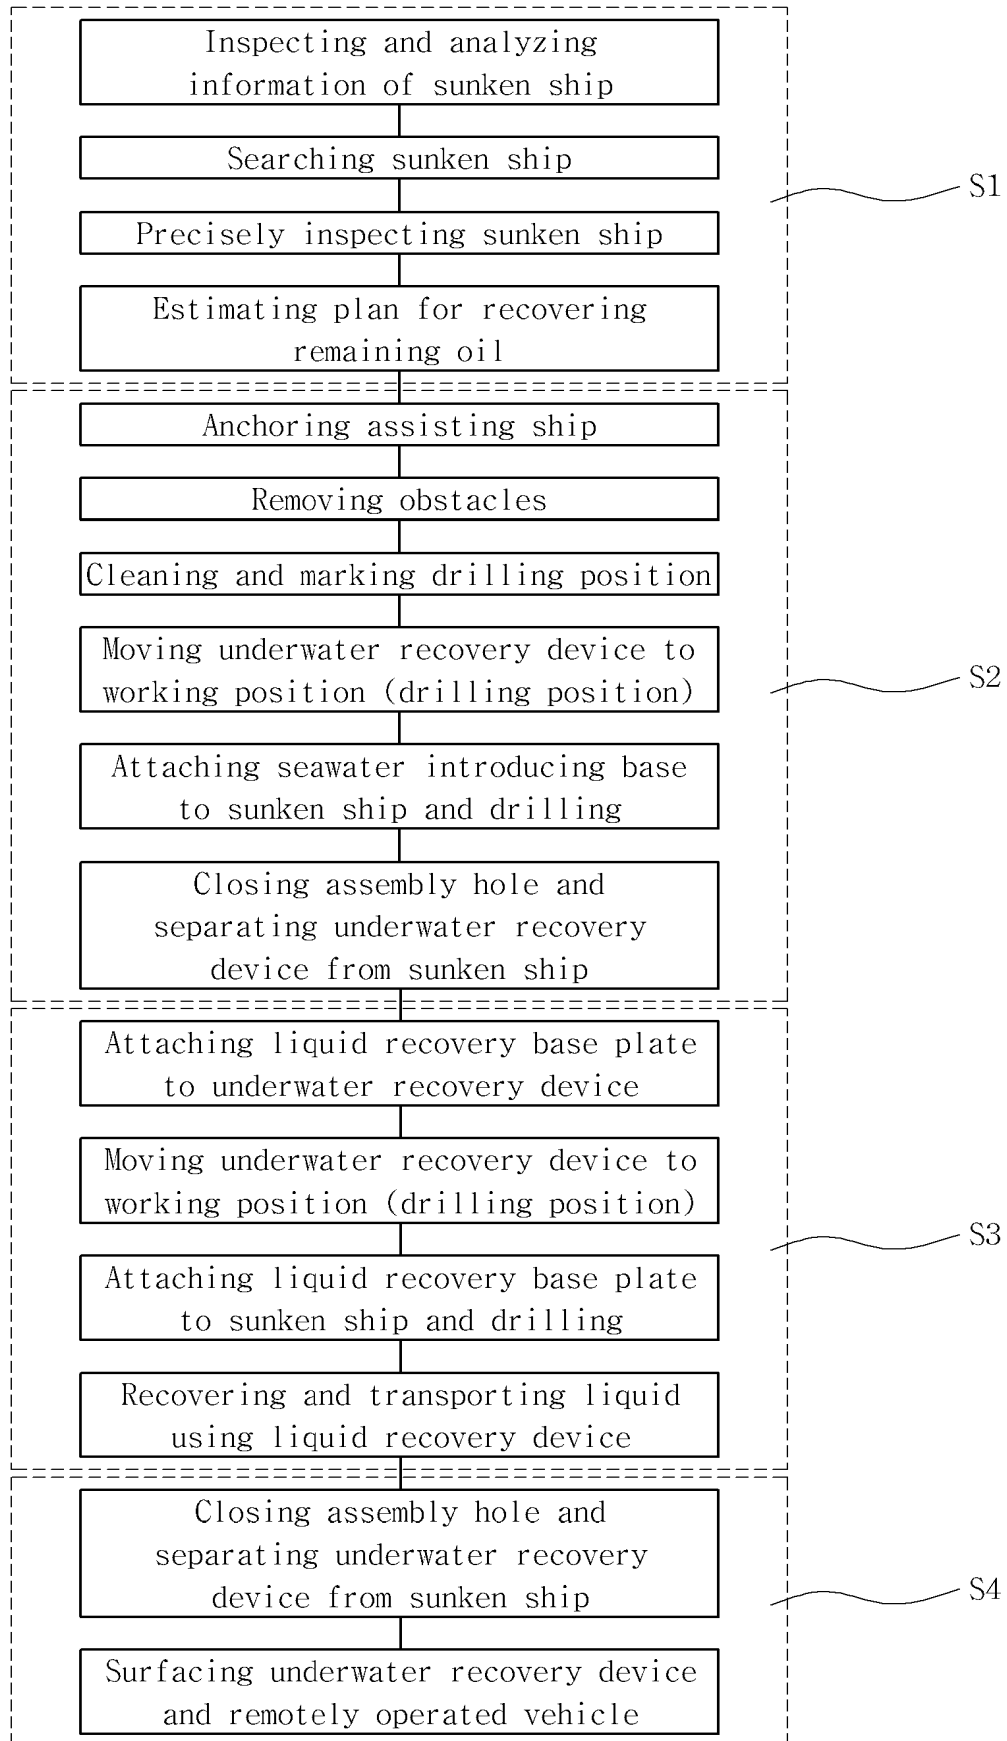 Inspecting and analyzing
information of sunken ship
Searching sunken ship
S1
Precisely inspecting sunken ship
Estimating plan for recovering
remaining oil
Anchoring assisting ship
Removing obstacles
Cleaning and marking drilling position
Moving underwater recovery device to
working position (drilling position)
S2
Attaching seawater introducing base
to sunken ship and drilling
Closing assembly hole and
separating underwater recovery
device from sunken ship
Attaching liquid recovery base plate
to underwater recovery device
Moving underwater recovery device to
working position (drilling position)
S3
Attaching liquid recovery base plate
to sunken ship and drilling
Recovering and transporting liquid
using liquid recovery device
Closing assembly hole and
separating underwater recovery
device from sunken ship
S4
Surfacing underwater recovery device
and remotely operated vehicle